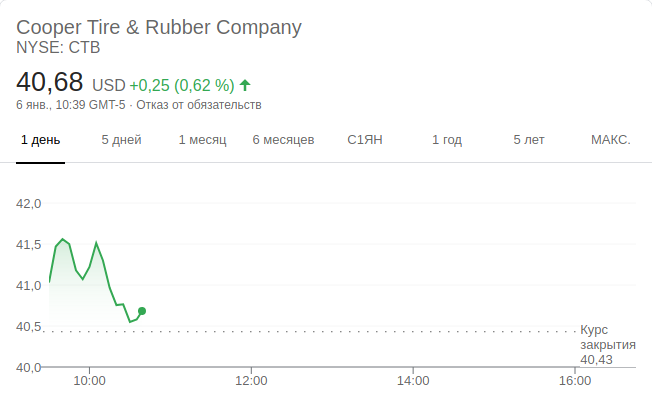 Cooper Tire & Rubber Company
NYSE: CTB
40,68 USD +0,25 (0,62 %)
6 янв., 10:39 GMT-5 · Отказ от обязательств
1 день 5 дней 1 месяц 6 месяцев С1ЯН 1 год 5 лет МАКС.
42,0
41,5
41,0
40,5
Курс
закрытия
40,43
40,0
10:00 12:00 14:00 16:00